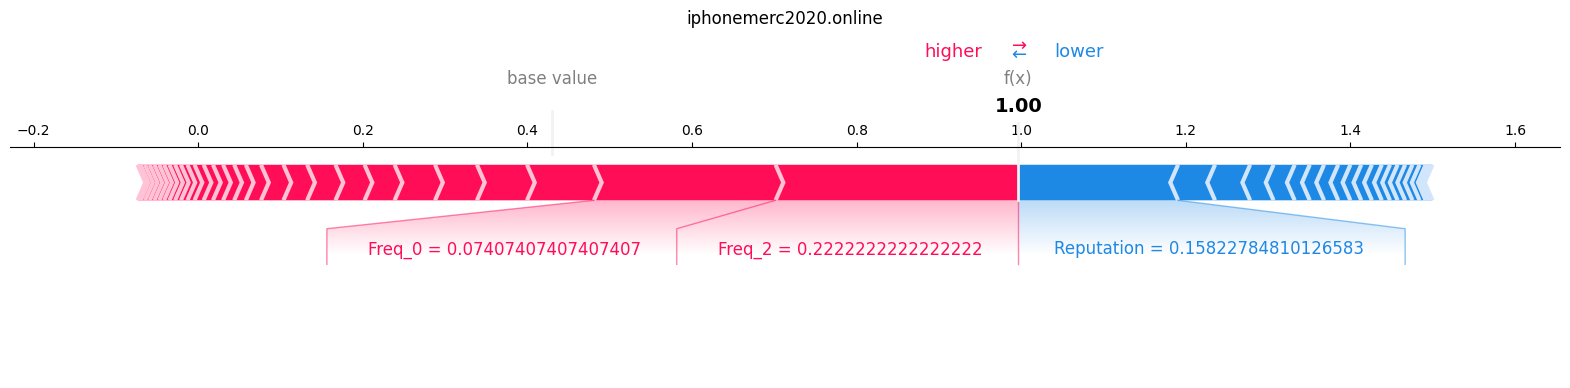 iphonemerc2020.online
higher ⇄ lower
base value f(x)
1.00
−0.2 0.0 0.2 0.4 0.6 0.8 1.0 1.2 1.4 1.6
Freq_0 = 0.07407407407407407 Freq_2 = 0.2222222222222222 Reputation = 0.15822784810126583